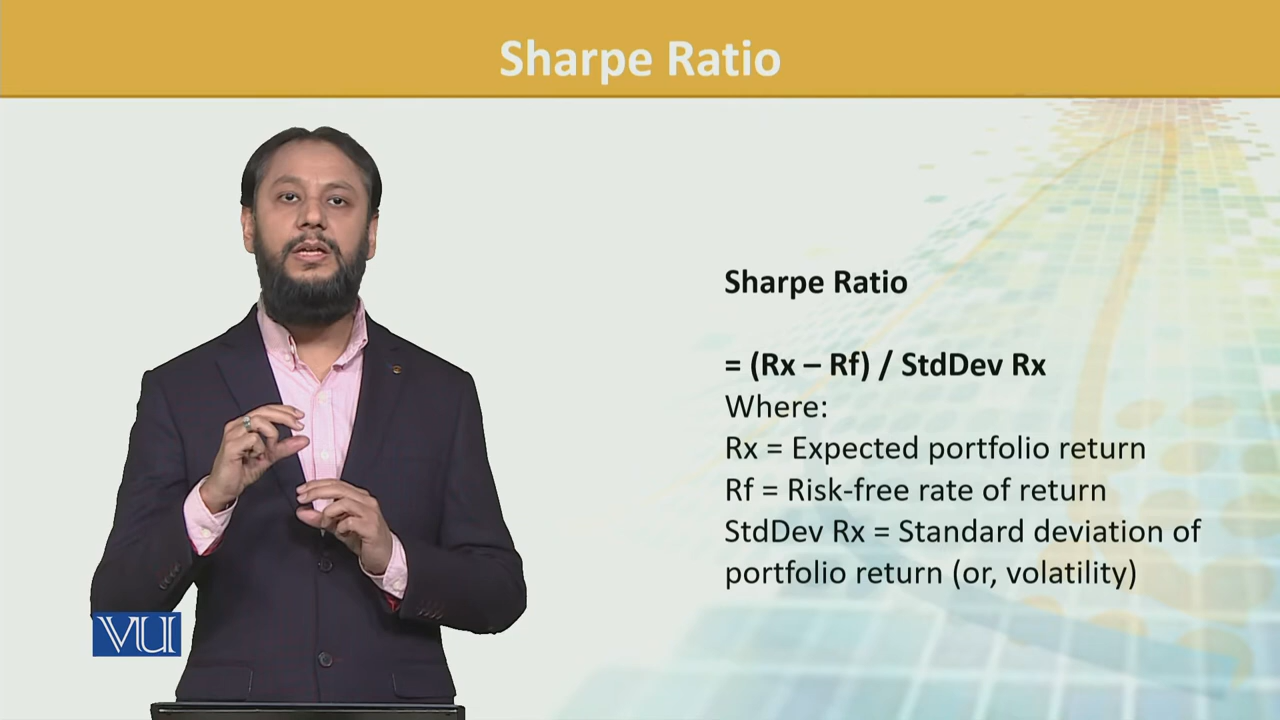 Sharpe Ratio
Sharpe Ratio
= (Rx – Rf) / StdDev Rx
Where:
Rx = Expected portfolio return
Rf = Risk-free rate of return
StdDev Rx = Standard deviation of
portfolio return (or, volatility)
VU